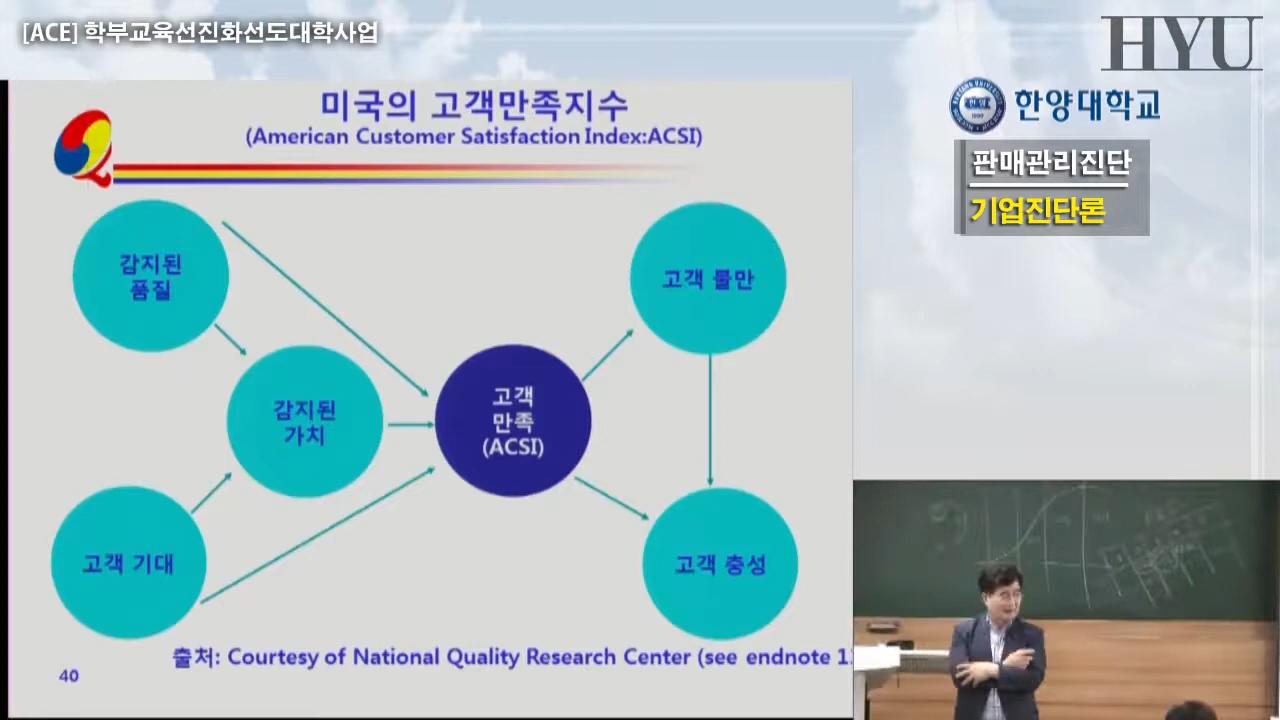 [ACE] 학부교육선진화선도대학사업
HYU
한양대학교
판매관리진단
기업진단론
미국의 고객만족지수
(American Customer Satisfaction Index:ACSI)
감지된
품질
고객 불만
감지된
가치
고객
만족
(ACSI)
고객 기대
고객 충성
출처: Courtesy of National Quality Research Center (see endnote
40